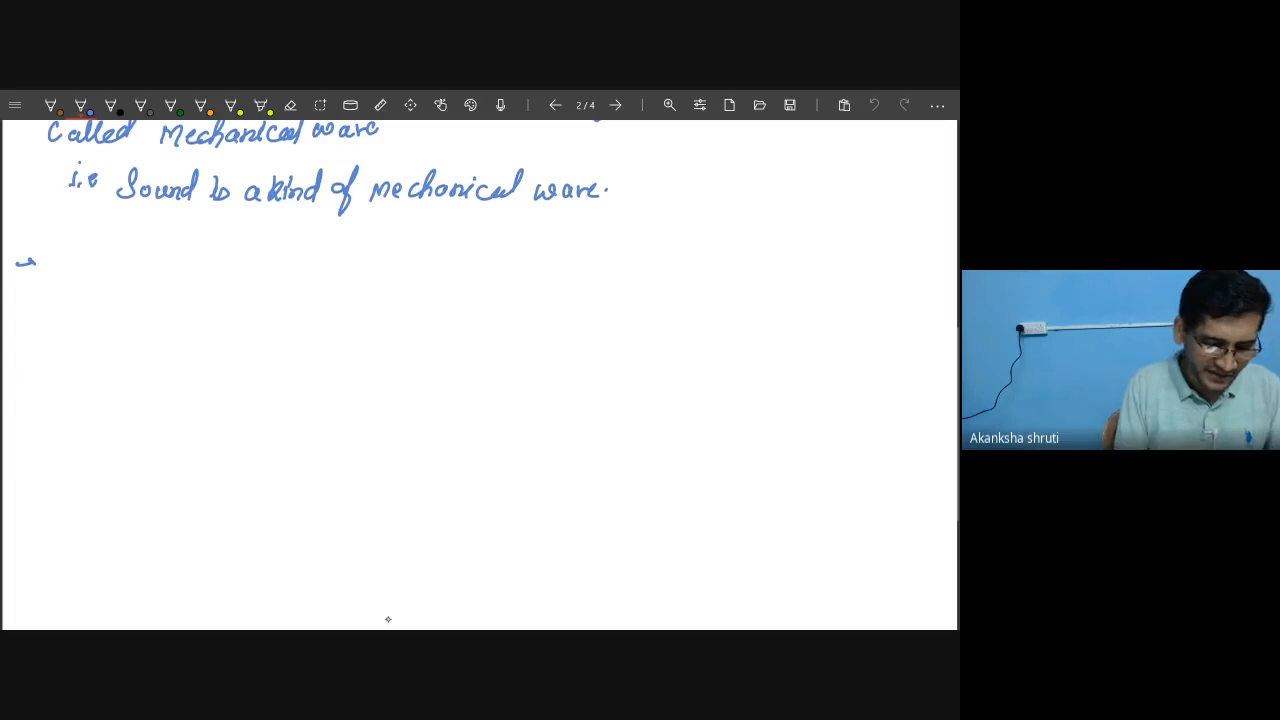 2/4
Called Mechanical wave
i.e Sound is a kind of Mechanical wave.
Akanksha shruti